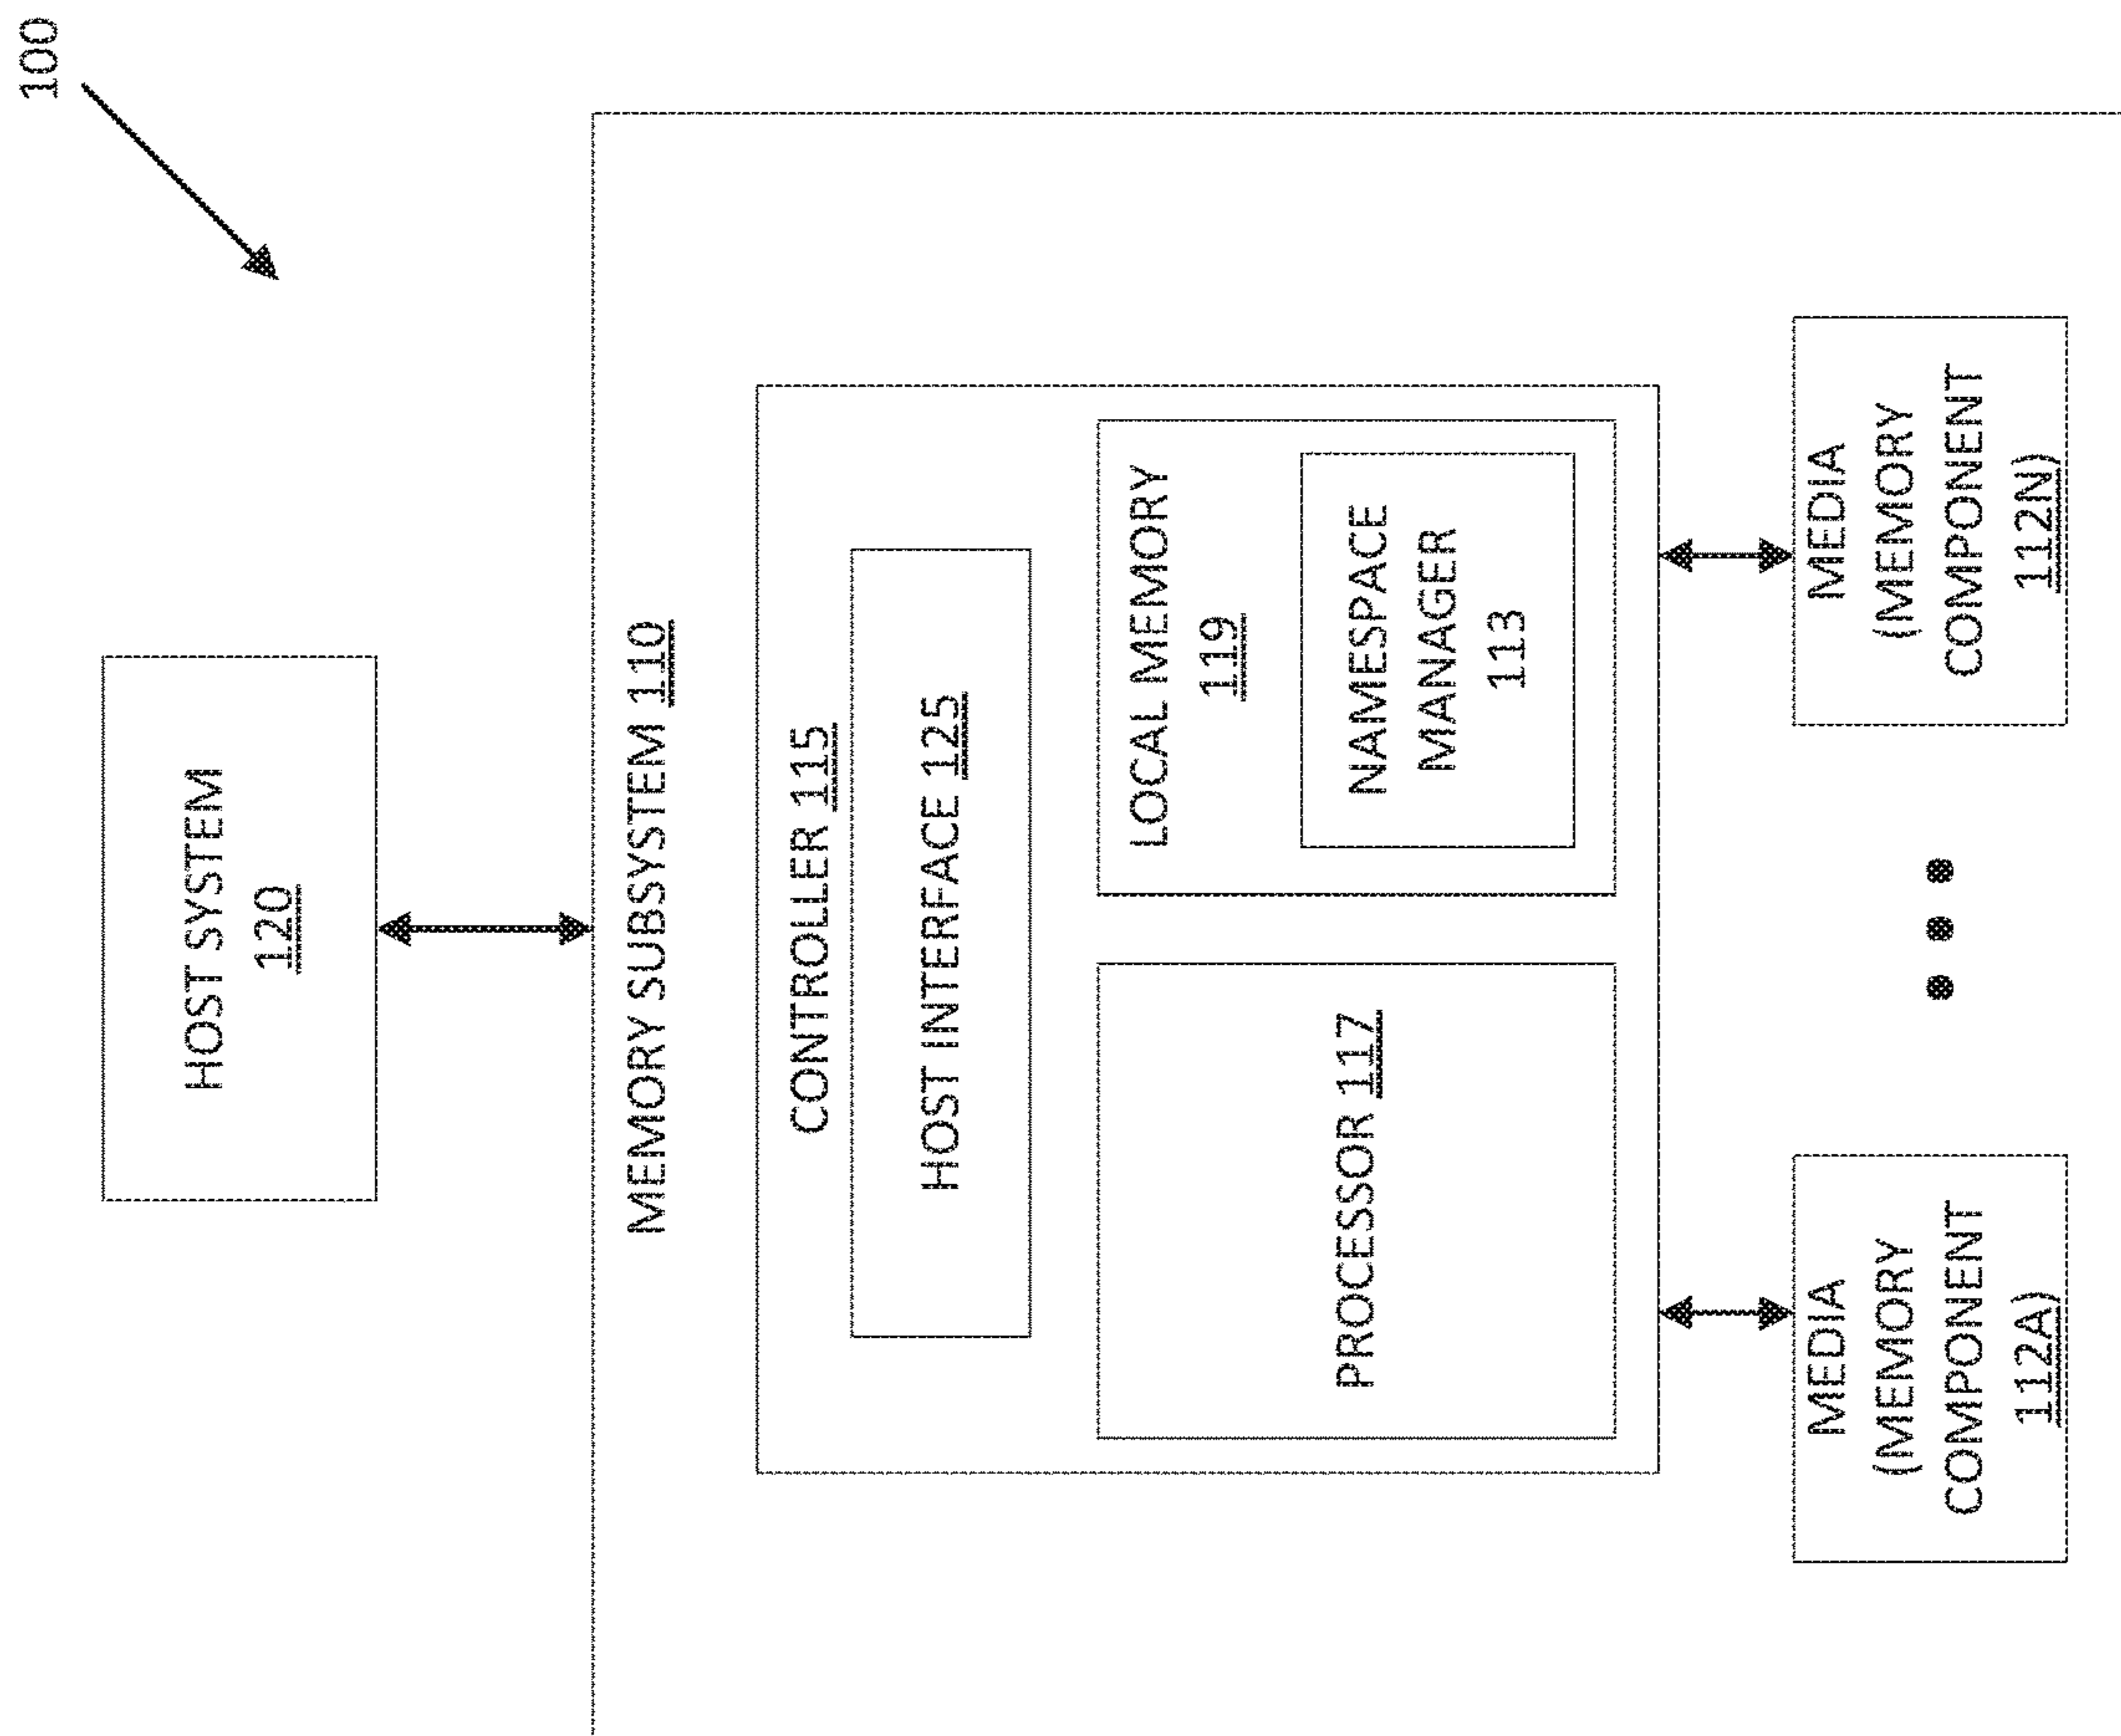 100
HOST SYSTEM
120
MEMORY SUBSYSTEM 110
CONTROLLER 115
HOST INTERFACE 125
PROCESSOR 117
LOCAL MEMORY
119
NAMESPACE
MANAGER
113
MEDIA
(MEMORY
COMPONENT
112A)
MEDIA
(MEMORY
COMPONENT
112N)